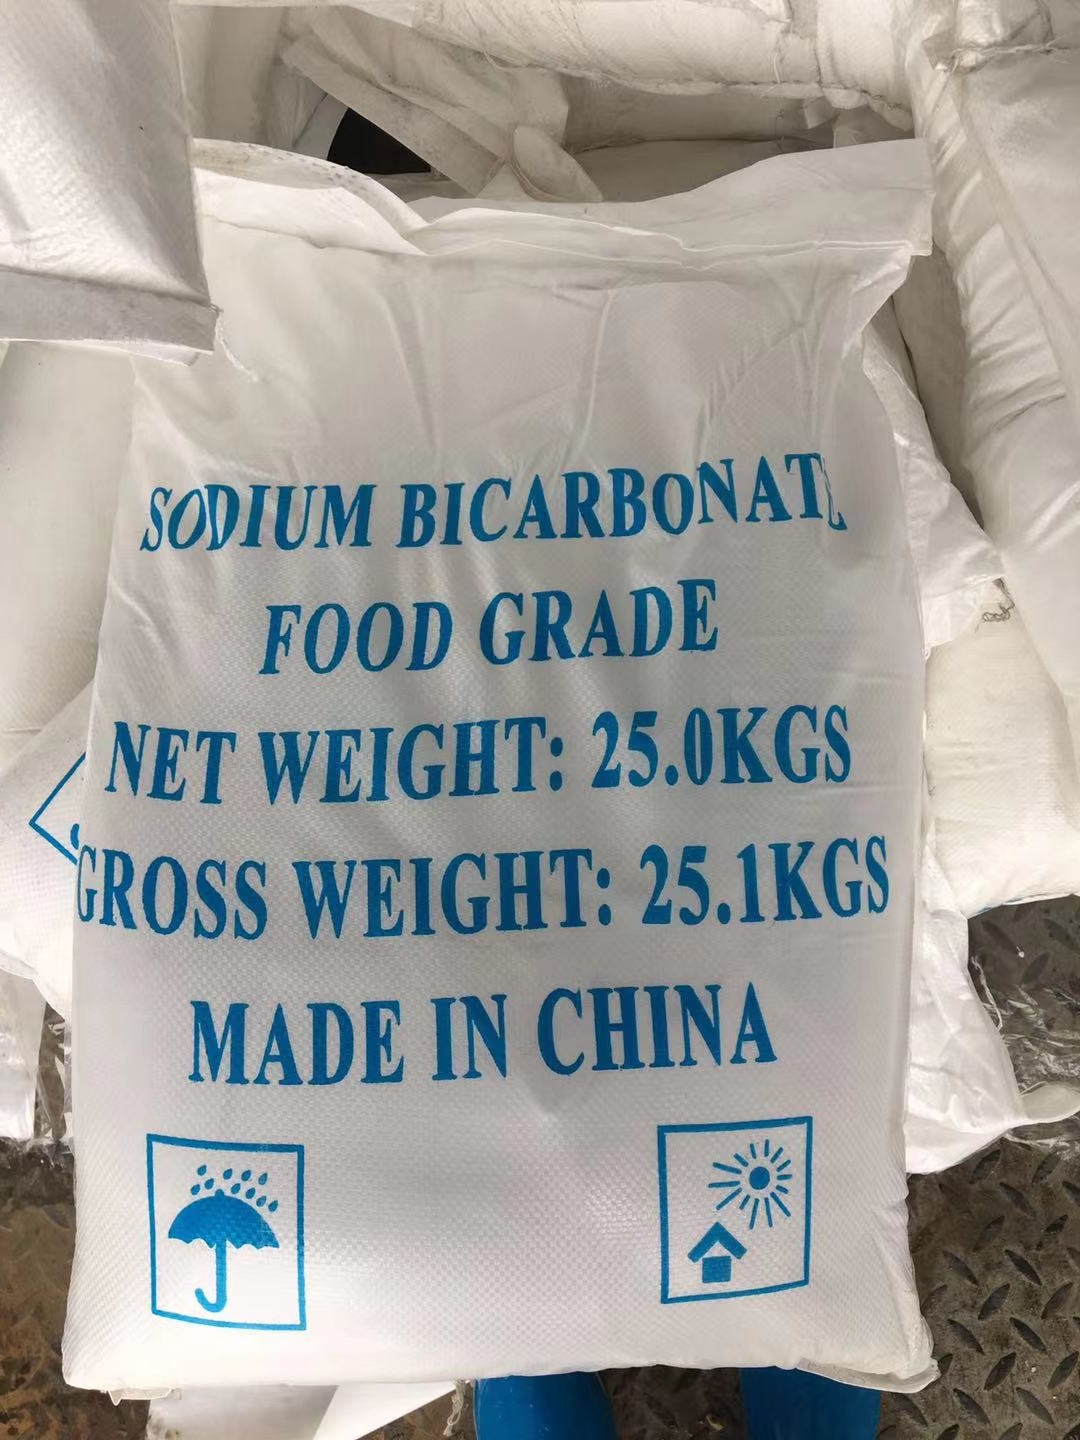 SODIUM BICARBONATE
FOOD GRADE
NET WEIGHT: 25.0KGS
GROSS WEIGHT: 25.1KGS
MADE IN CHINA